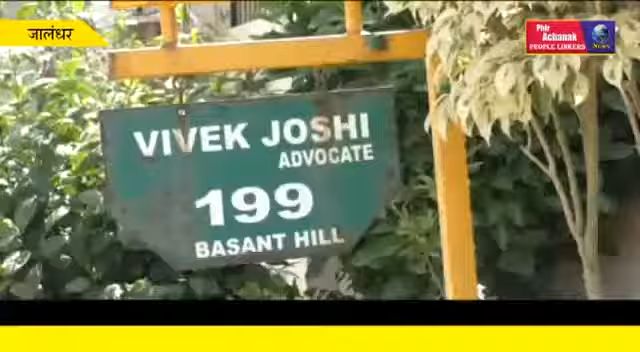 जालंधर
Phir
Achanak
PEOPLE LINKERS
NEWS
VIVEK JOSHI
ADVOCATE
199
BASANT HILL